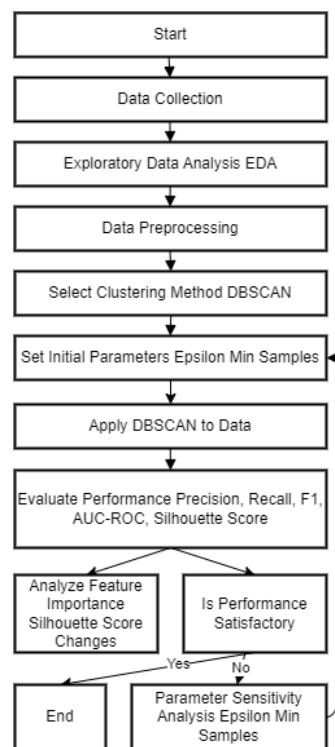 Start
Data Collection
Exploratory Data Analysis EDA
Data Preprocessing
Select Clustering Method DBSCAN
Set Initial Parameters Epsilon Min Samples
Apply DBSCAN to Data
Evaluate Performance Precision, Recall, F1,
AUC-ROC, Silhouette Score
Analyze Feature
Importance
Silhouette Score
Changes
Is Performance
Satisfactory
Yes
No
End
Parameter Sensitivity
Analysis Epsilon Min
Samples